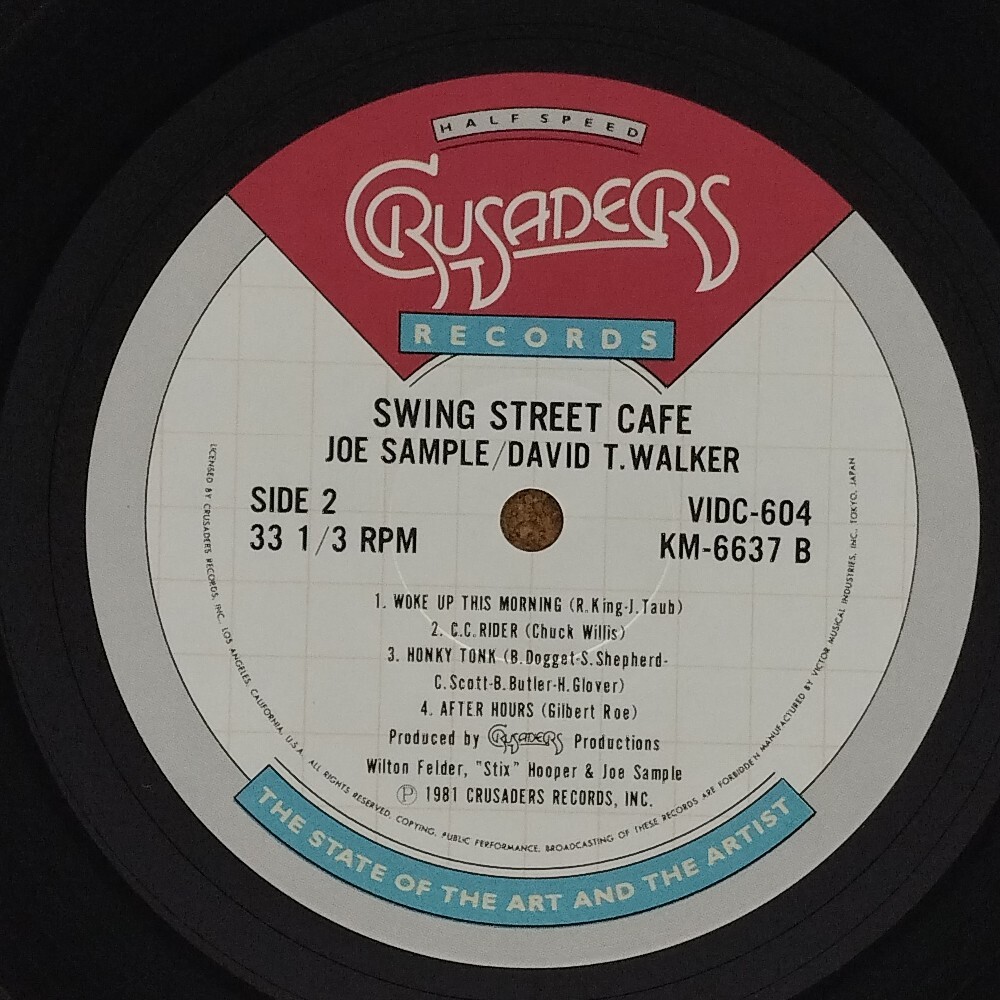 HALF SPEED
CRUSADERS
RECORDS
SWING STREET CAFE
JOE SAMPLE/DAVID T.WALKER
SIDE 2
33 1/3 RPM
VIDC-604
KM-6637 B
1. WOKE UP THIS MORNING (R.King-J.Taub)
2. C.C.RIDER (Chuck Willis)
3. HONKY TONK (B.Dogget-S.Shepherd-
C.Scott-B.Butler-H.Glover)
4. AFTER HOURS (Gilbert Roe)
Produced by CRUSADERS Productions
Wilton Felder, "Stix" Hooper & Joe Sample
Ⓟ 1981 CRUSADERS RECORDS, INC.
LICENSED BY CRUSADERS RECORDS, INC., LOS ANGELES, CALIFORNIA, U.S.A. ALL RIGHTS RESERVED, COPYING, PUBLIC PERFORMANCE, BROADCASTING OF THESE RECORDS ARE FORBIDDEN MANUFACTURED BY VICTOR MUSICAL INDUSTRIES, INC., TOKYO, JAPAN
THE STATE OF THE ART AND THE ARTIST